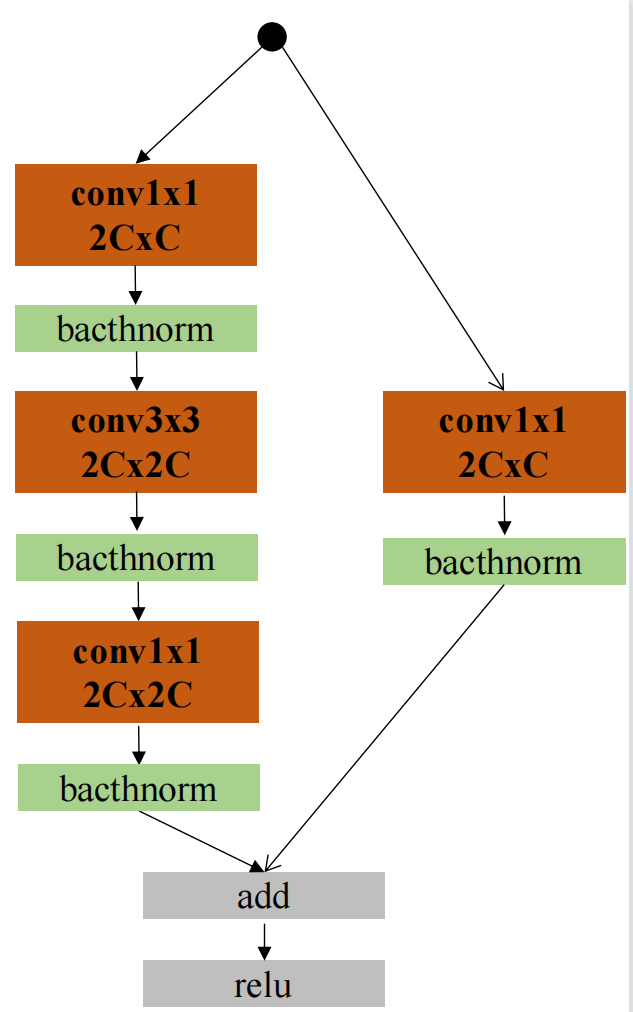 conv1x1
2CxC
bacthnorm
conv3x3
2Cx2C
bacthnorm
conv1x1
2Cx2C
bacthnorm
conv1x1
2CxC
bacthnorm
add
relu